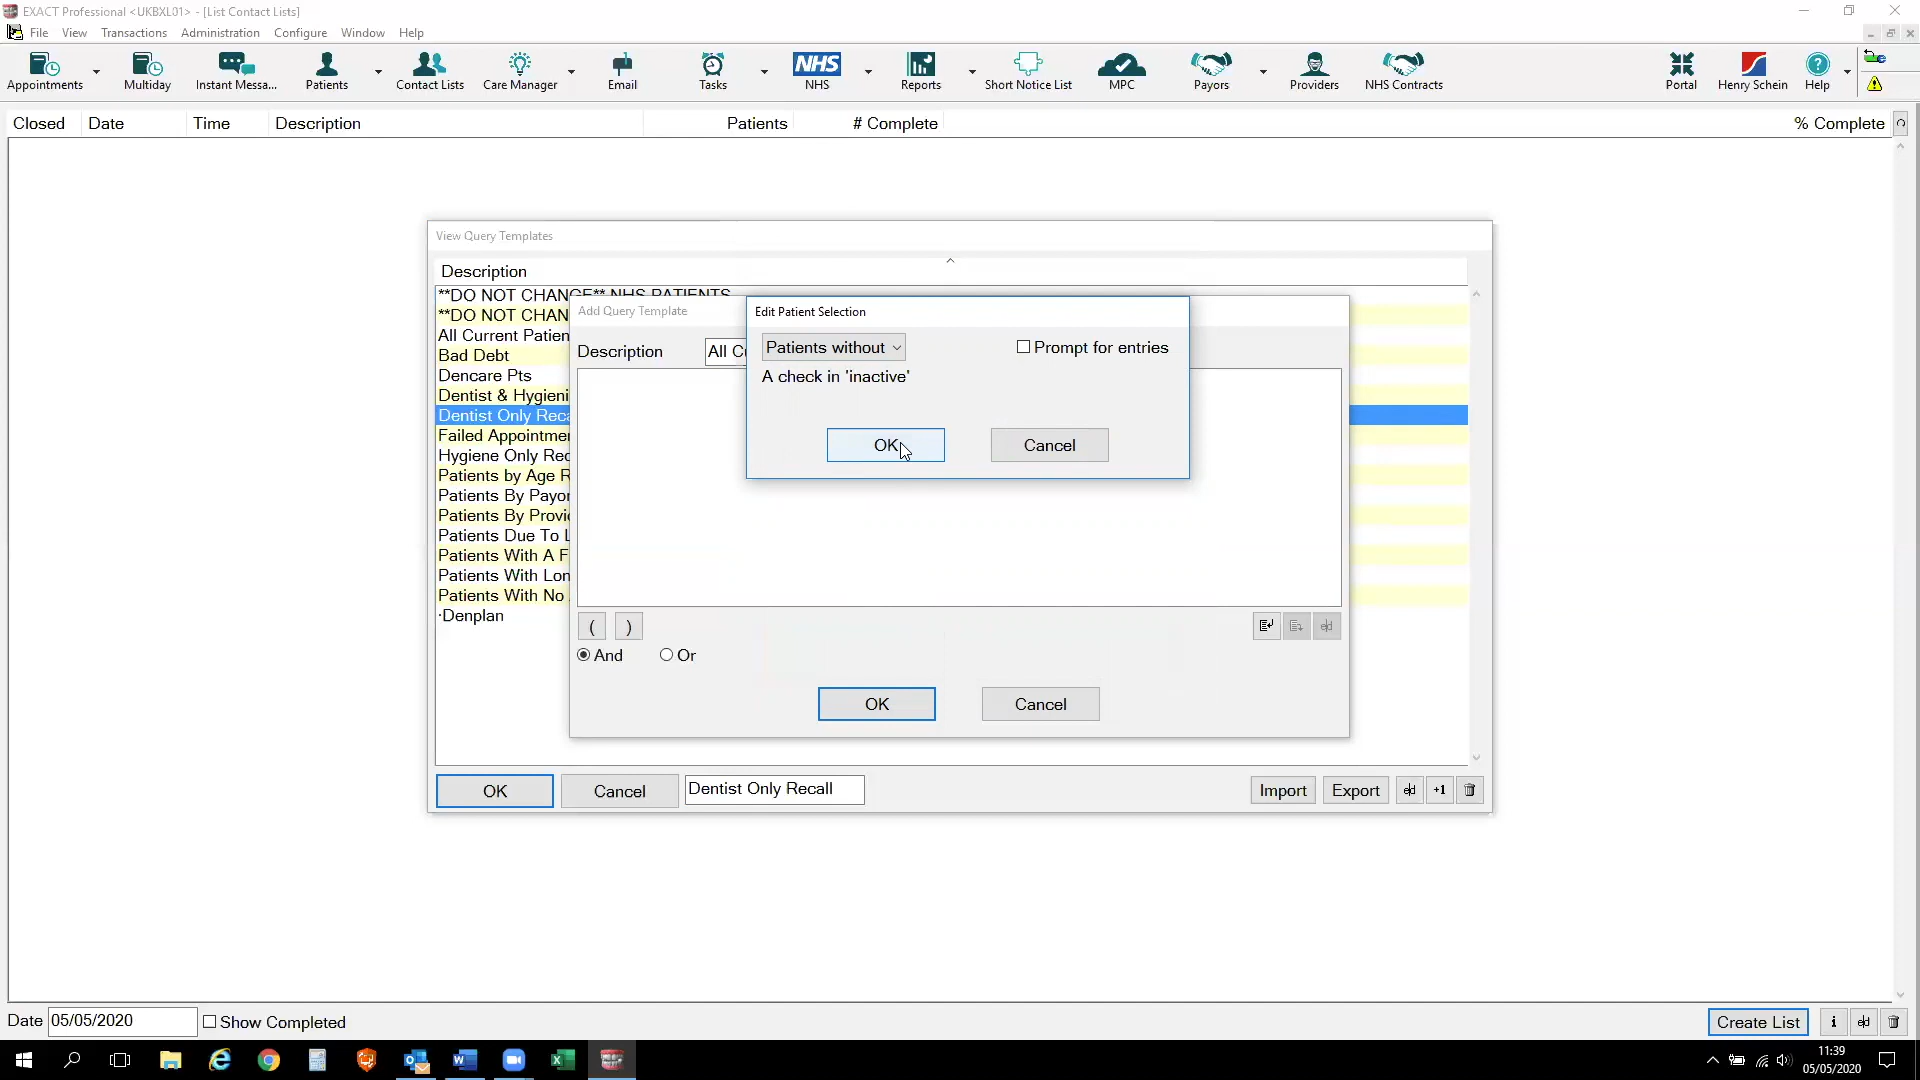 EXACT Professional <UKBXL01> - [List Contact Lists]
File View Transactions Administration Configure Window Help
Appointments Multiday Instant Messa... Patients Contact Lists Care Manager Email Tasks NHS NHS Reports Short Notice List MPC Payors Providers NHS Contracts Portal Henry Schein Help
Closed Date Time Description Patients # Complete % Complete
View Query Templates
Description
**DO NOT CHANGE** NHS PATIENTS
**DO NOT CHAN
All Current Patien
Bad Debt
Dencare Pts
Dentist & Hygieni
Dentist Only Reca
Failed Appointmer
Hygiene Only Rec
Patients by Age R
Patients By Payor
Patients By Provid
Patients Due To L
Patients With A F
Patients With Lon
Patients With No
·Denplan
Add Query Template
Description All Cu
Edit Patient Selection
Patients without Prompt for entries
A check in 'inactive'
OK Cancel
( )
And Or
OK Cancel
OK Cancel Dentist Only Recall Import Export +1
Date 05/05/2020 Show Completed Create List i
11:39
05/05/2020